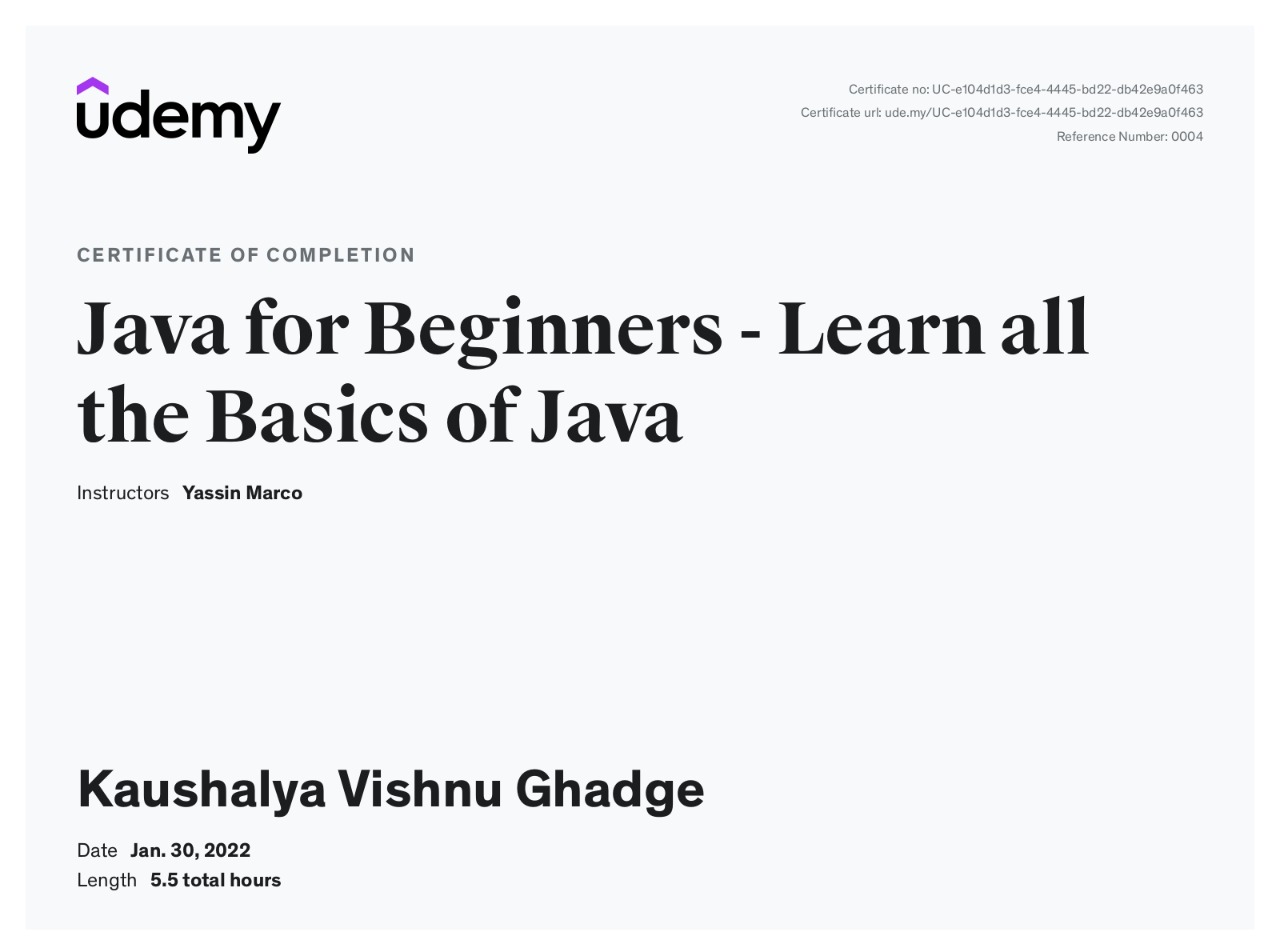 udemy
Certificate no: UC-e104d1d3-fce4-4445-bd22-db42e9a0f463
Certificate url: ude.my/UC-e104d1d3-fce4-4445-bd22-db42e9a0f463
Reference Number: 0004
CERTIFICATE OF COMPLETION
Java for Beginners - Learn all
the Basics of Java
Instructors Yassin Marco
Kaushalya Vishnu Ghadge
Date Jan. 30, 2022
Length 5.5 total hours